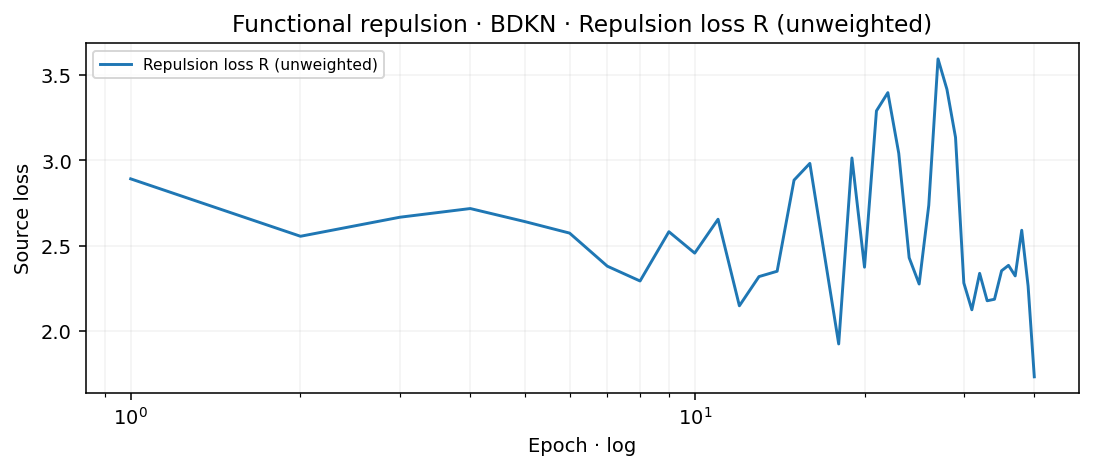 Functional repulsion · BDKN · Repulsion loss R (unweighted)
Repulsion loss R (unweighted)
Source loss
3.5
3.0
2.5
2.0
10⁰
10¹
Epoch · log